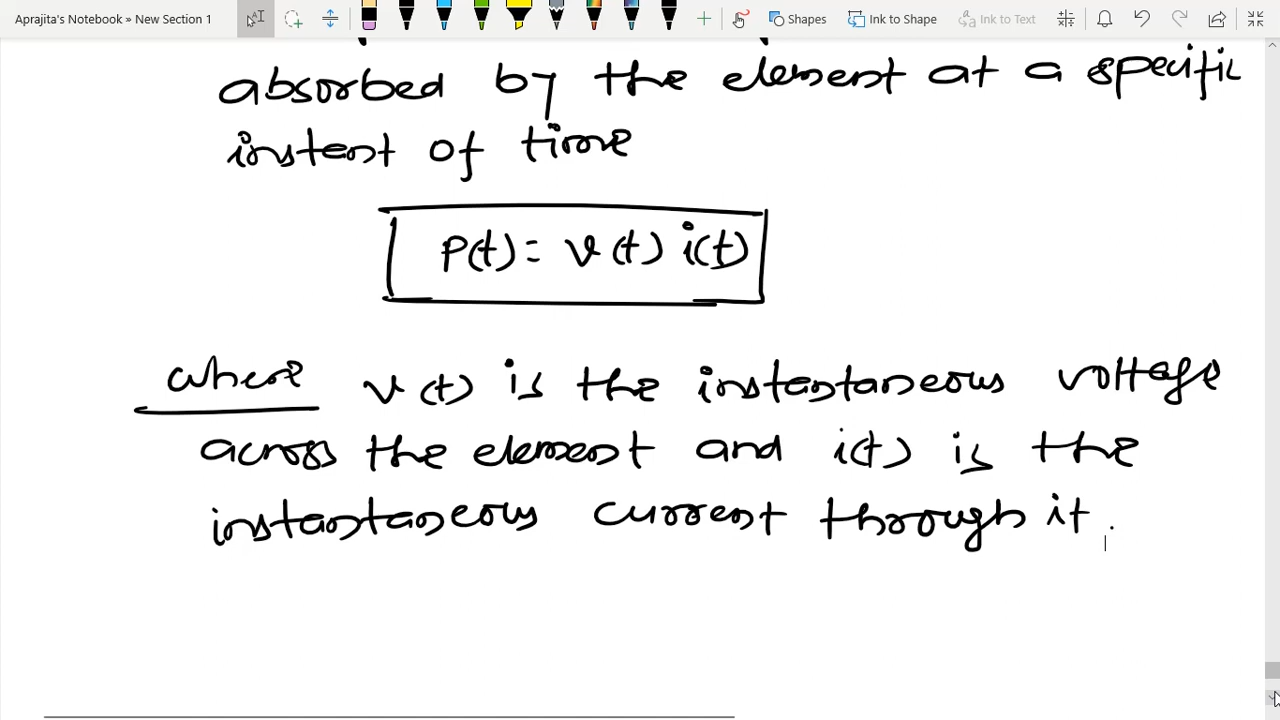 Aprajita's Notebook » New Section 1
Shapes
Ink to Shape
Ink to Text
absorbed by the element at a specific
instant of time
P(t) = v(t) i(t)
where v(t) is the instantaneous voltage
across the element and i(t) is the
instantaneous current through it.